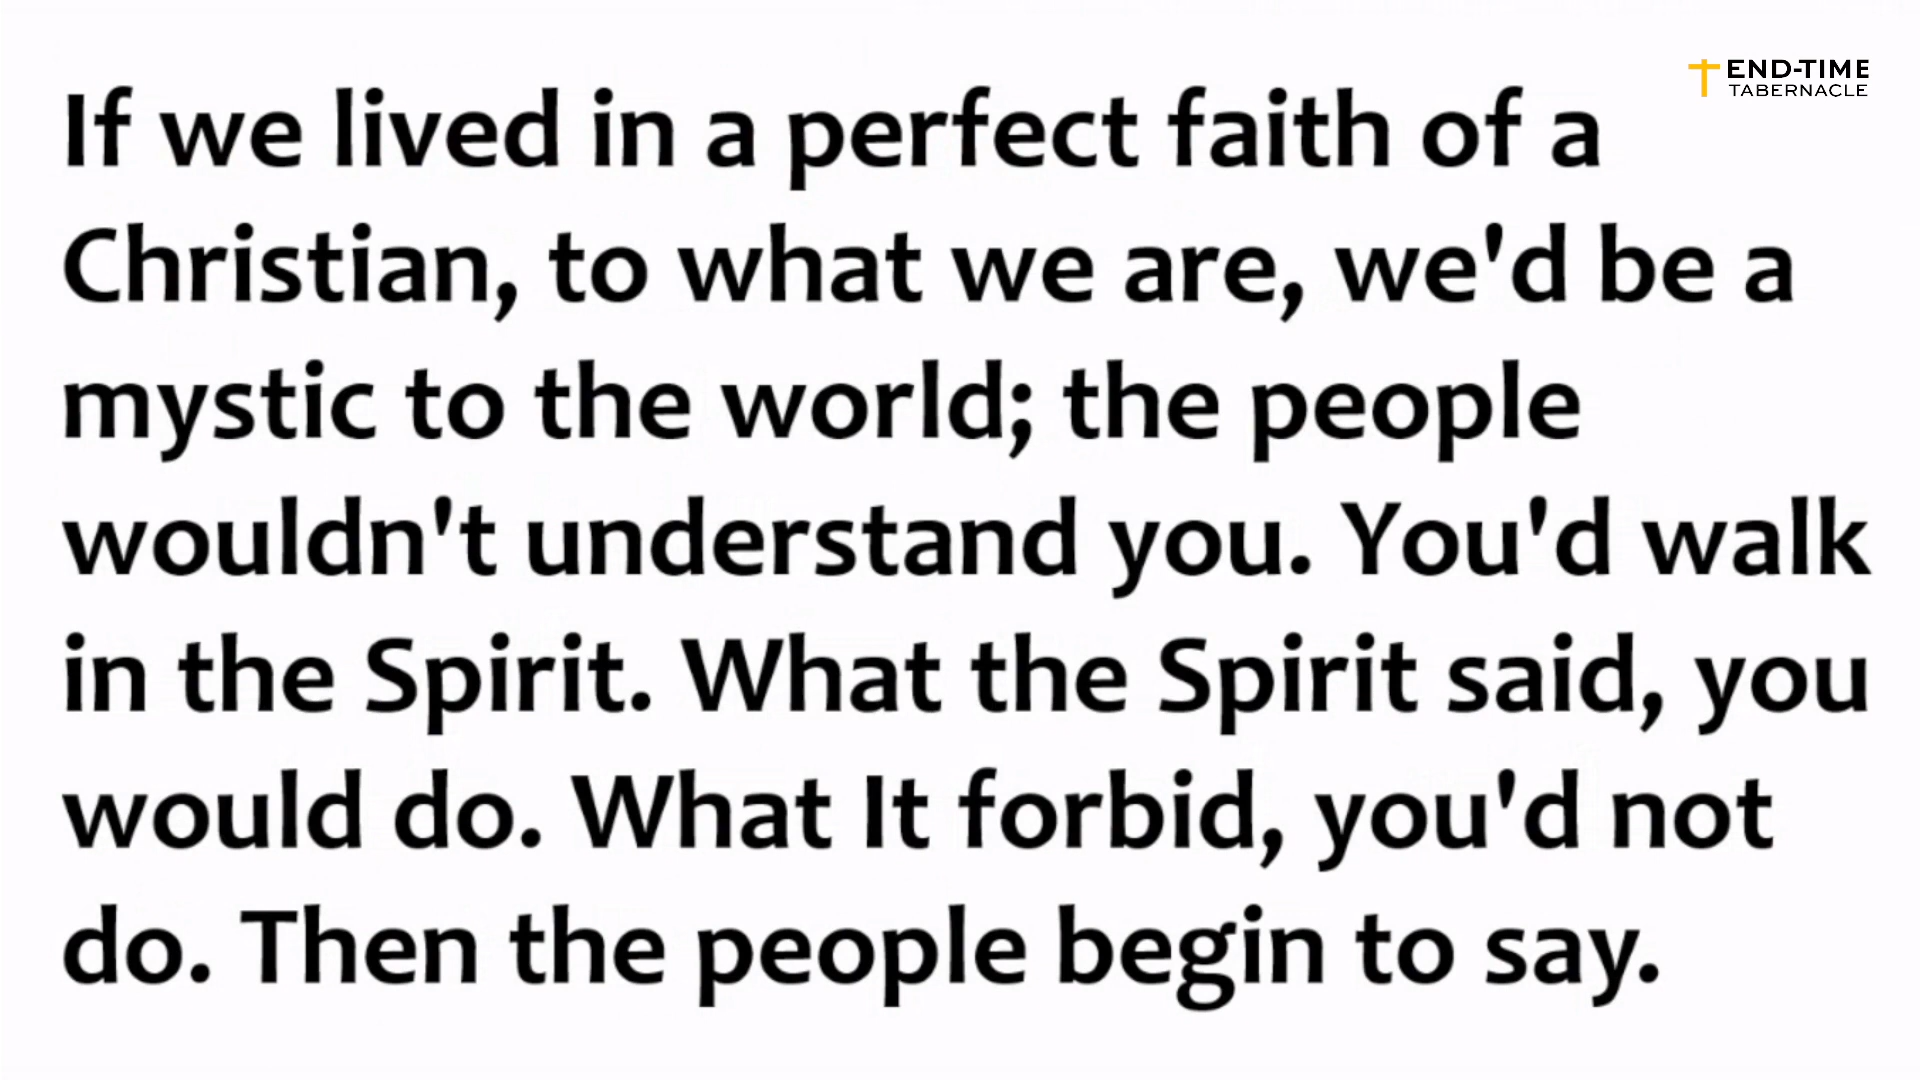 END-TIME
TABERNACLE
If we lived in a perfect faith of a
Christian, to what we are, we'd be a
mystic to the world; the people
wouldn't understand you. You'd walk
in the Spirit. What the Spirit said, you
would do. What It forbid, you'd not
do. Then the people begin to say.